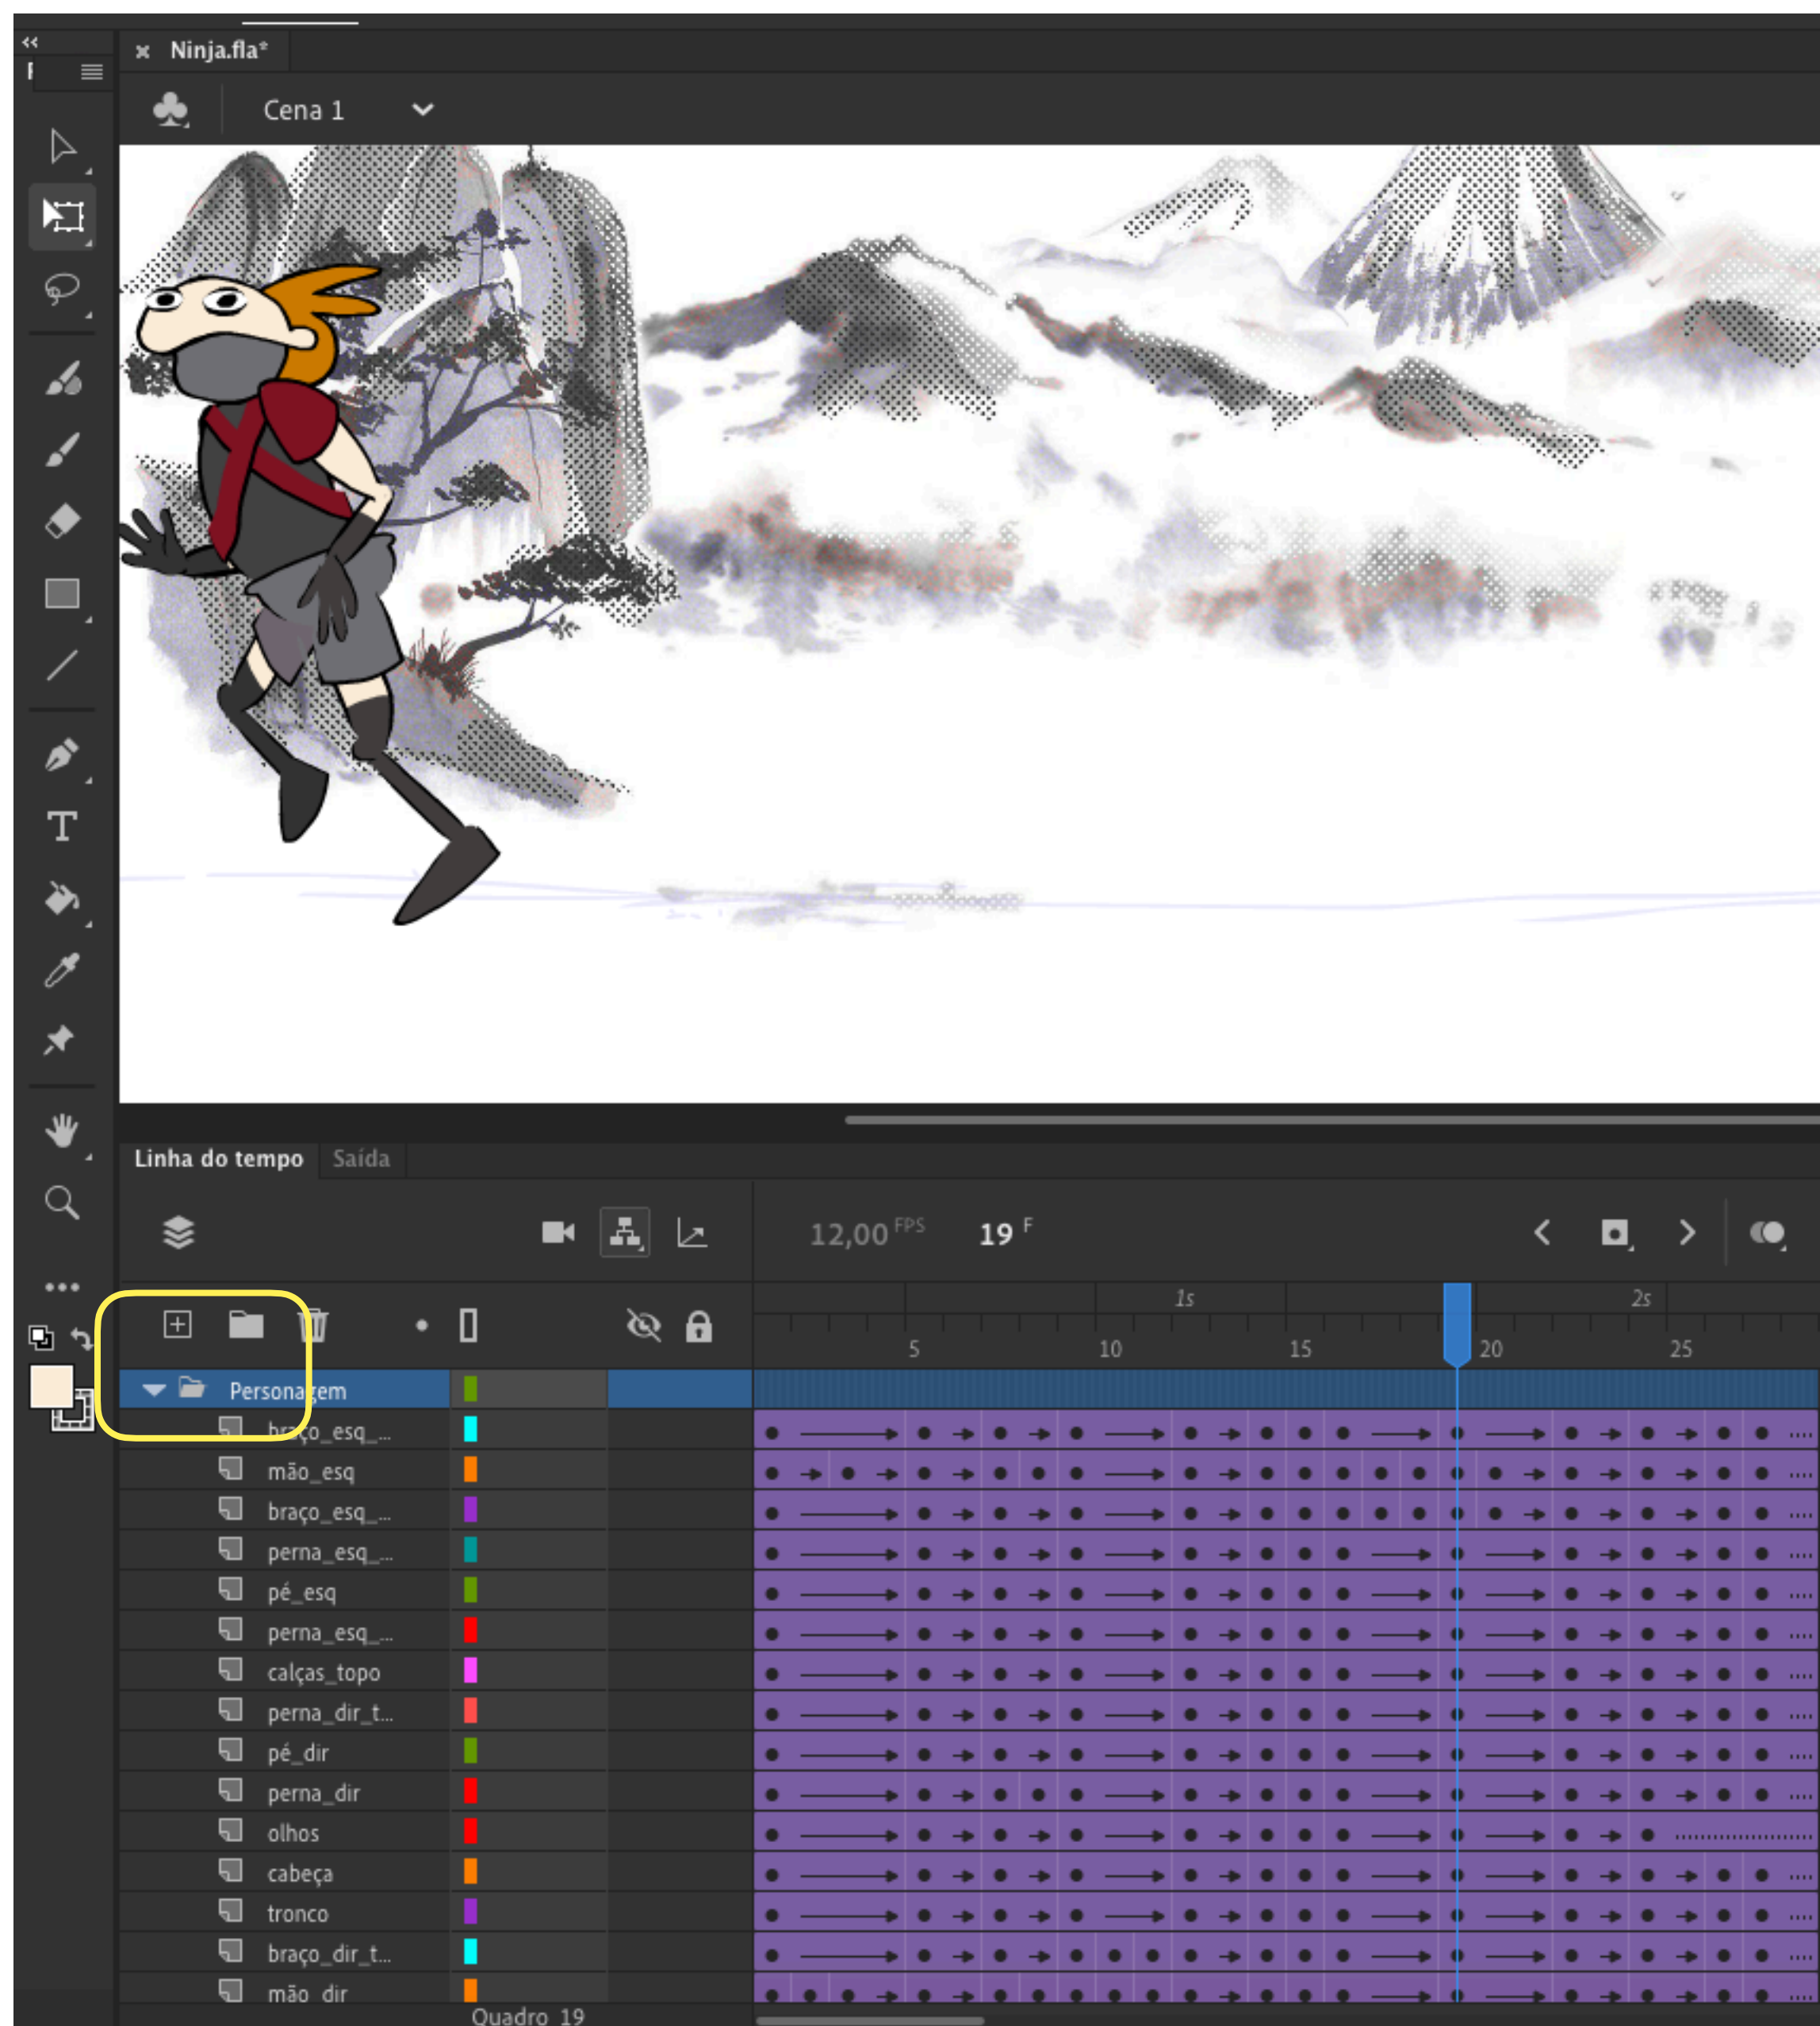 Ninja.fla*
Cena 1
Linha do tempo Saída
12,00 FPS 19 F
1s 2s
5 10 15 20 25
Personagem
braço_esq_...
mão_esq
braço_esq_...
perna_esq_...
pé_esq
perna_esq_...
calças_topo
perna_dir_t...
pé_dir
perna_dir
olhos
cabeça
tronco
braço_dir_t...
mão_dir
Quadro 19